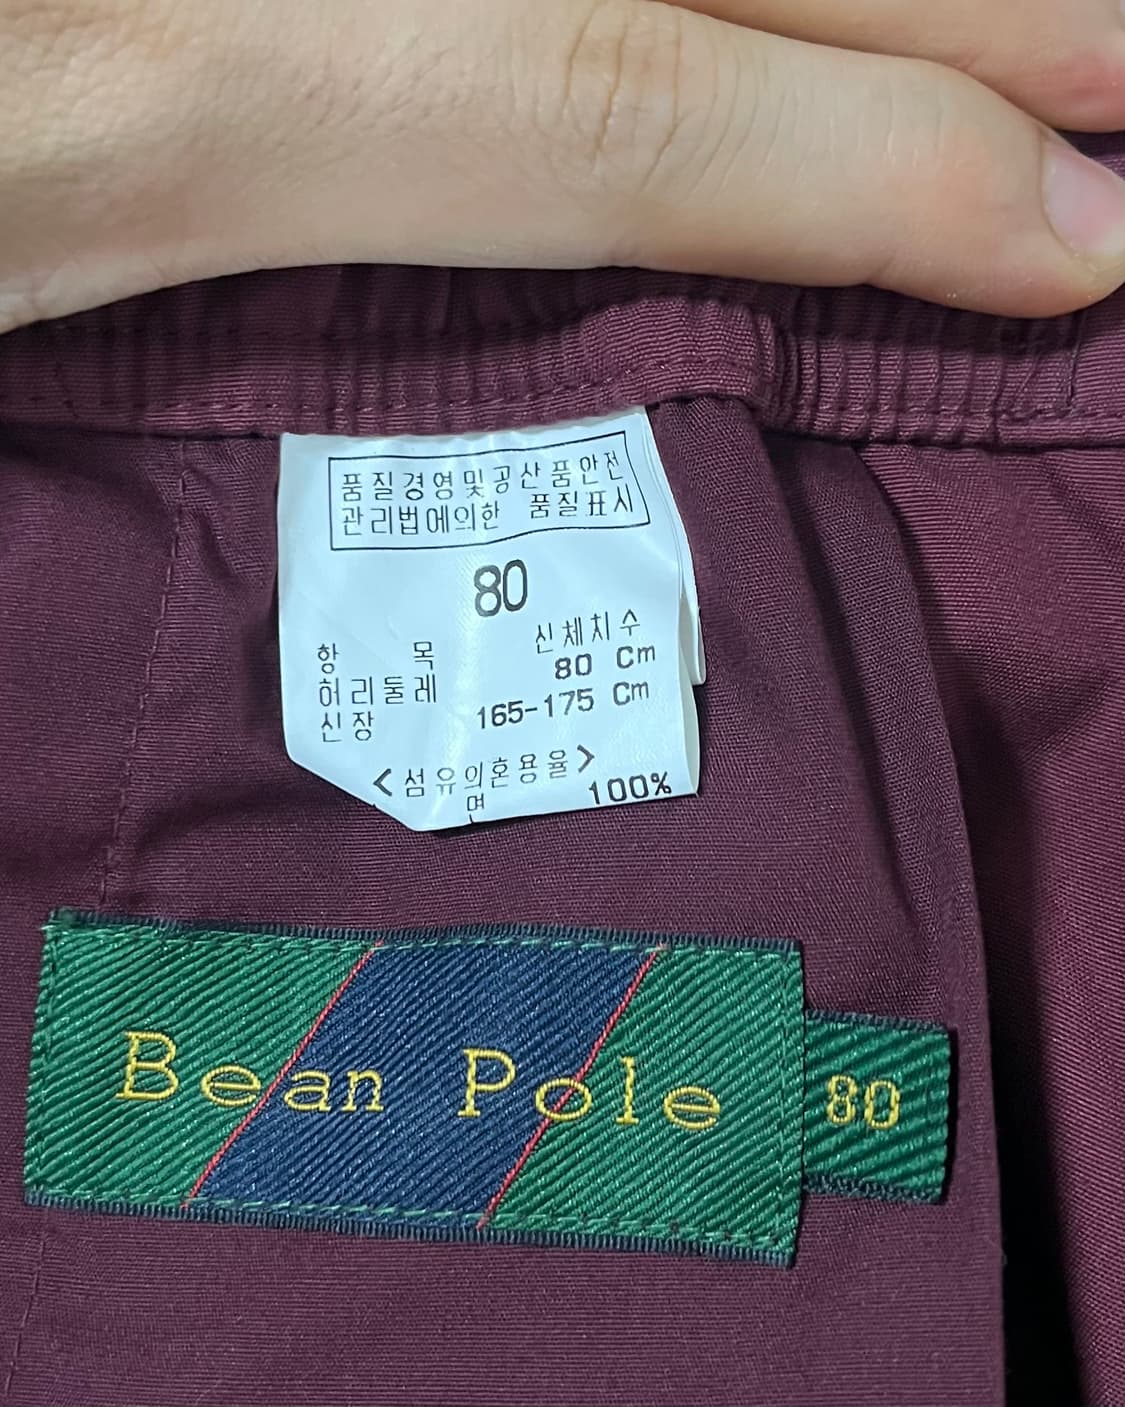 품질경영및공산품안전
관리법에의한 품질표시
80
항 목 신체치수
허리둘레 80 Cm
신장 165-175 Cm
<섬유의혼용율>
면 100%
Bean Pole
80